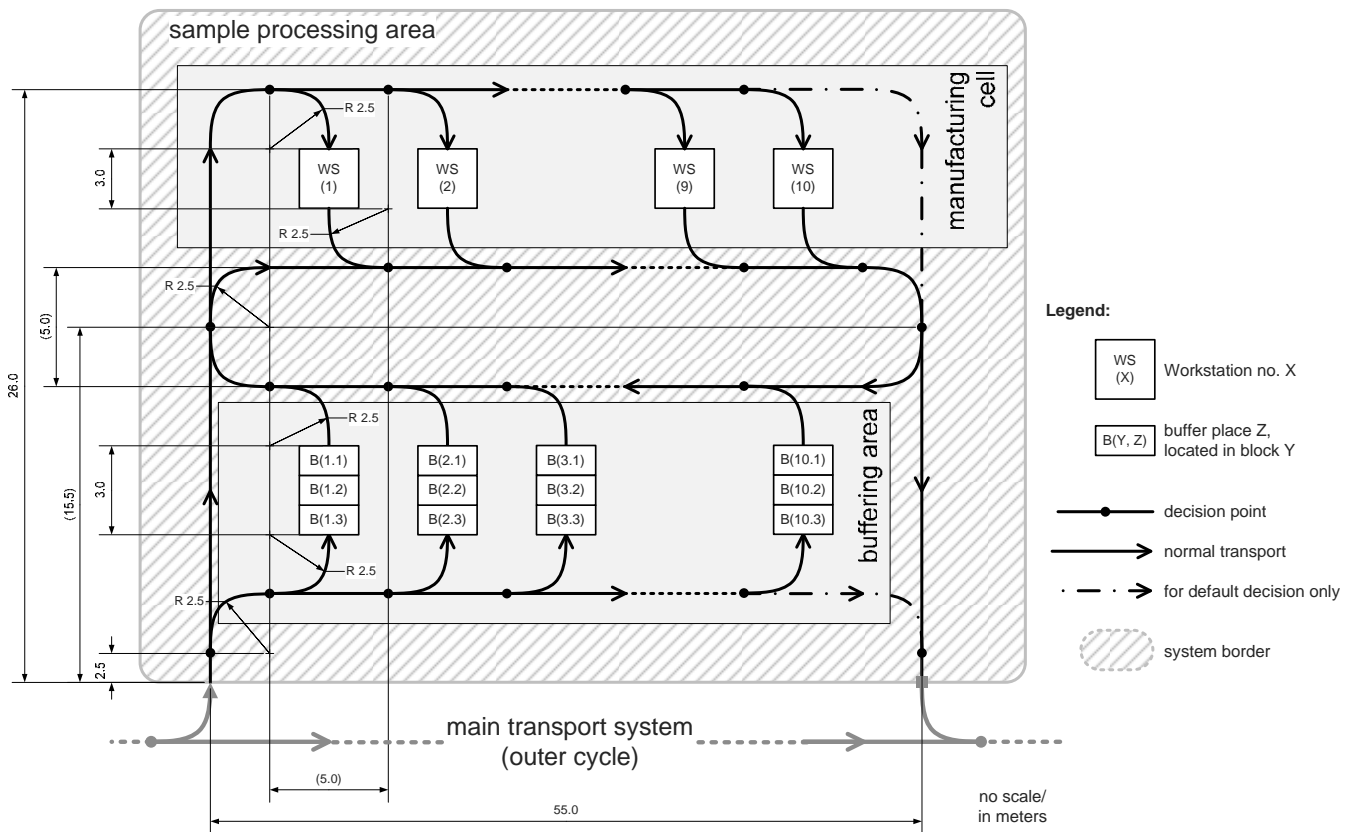 sample processing area
manufacturing
cell
R 2.5
WS
(1)
WS
(2)
WS
(9)
WS
(10)
3.0
R 2.5
R 2.5
(5.0)
26.0
(15.5)
R 2.5
3.0
B(1.1)
B(1.2)
B(1.3)
B(2.1)
B(2.2)
B(2.3)
B(3.1)
B(3.2)
B(3.3)
B(10.1)
B(10.2)
B(10.3)
buffering area
R 2.5
R 2.5
2.5
main transport system
(outer cycle)
(5.0)
55.0
no scale/
in meters
Legend:
WS
(X)
Workstation no. X
B(Y, Z)
buffer place Z,
located in block Y
decision point
normal transport
for default decision only
system border